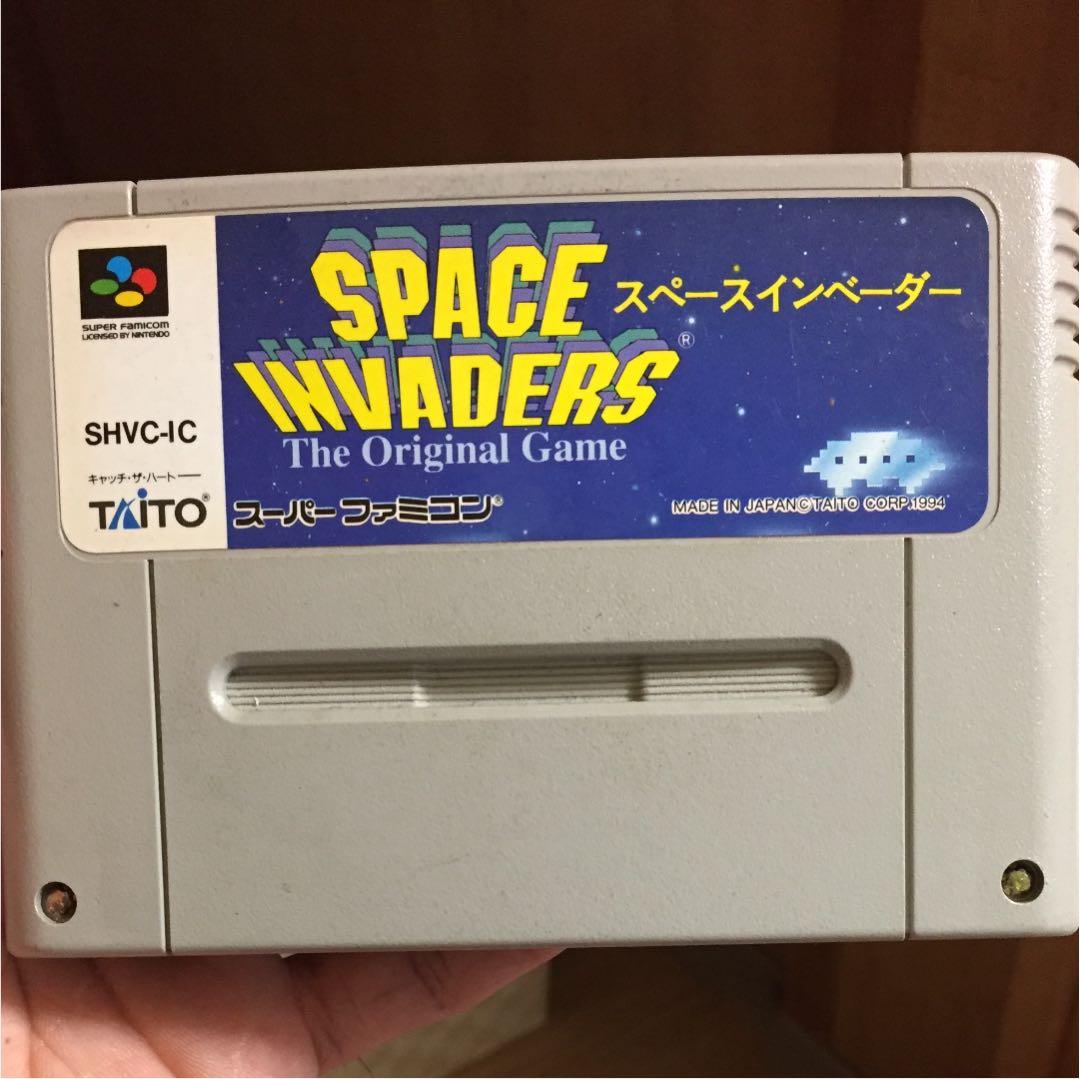 SUPER FAMICOM
LICENSED BY NINTENDO
SHVC-IC
キャッチ・ザ・ハート
TAITO®
SPACE
INVADERS®
The Original Game
スペースインベーダー
スーパーファミコン®
MADE IN JAPAN©TAITO CORP.1994